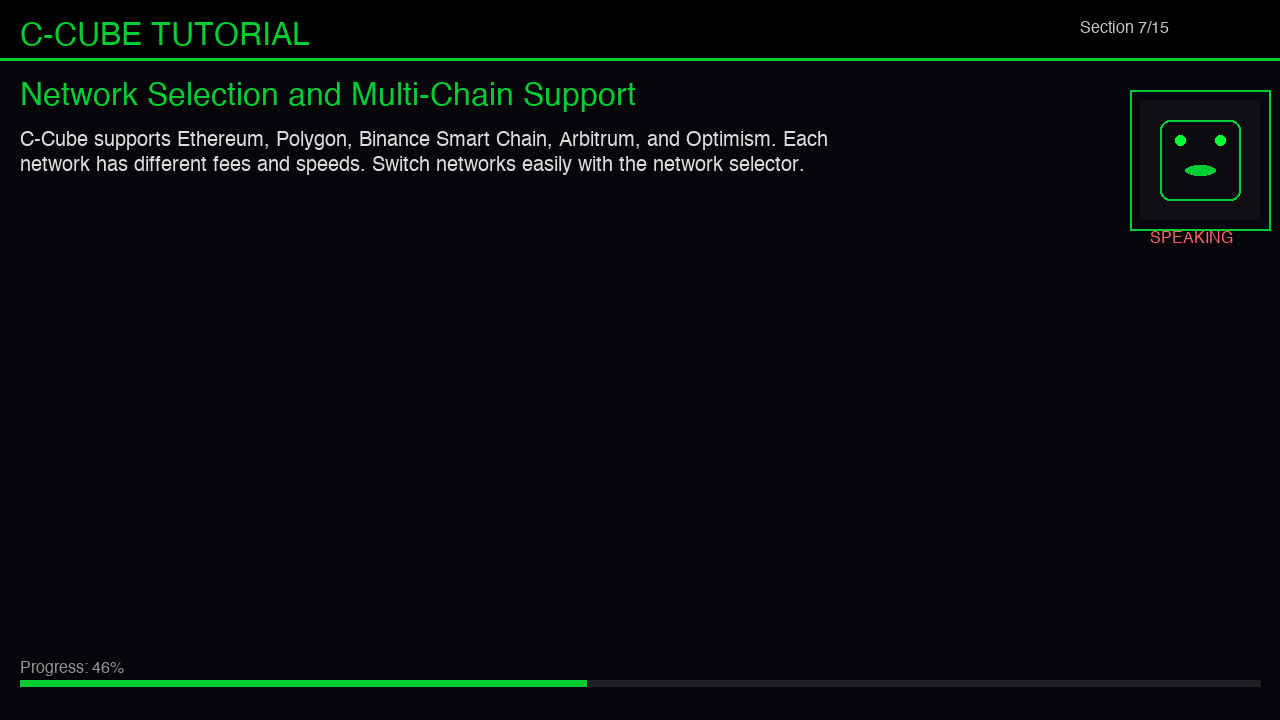 C-CUBE TUTORIAL
Section 7/15
Network Selection and Multi-Chain Support
C-Cube supports Ethereum, Polygon, Binance Smart Chain, Arbitrum, and Optimism. Each
network has different fees and speeds. Switch networks easily with the network selector.
SPEAKING
Progress: 46%